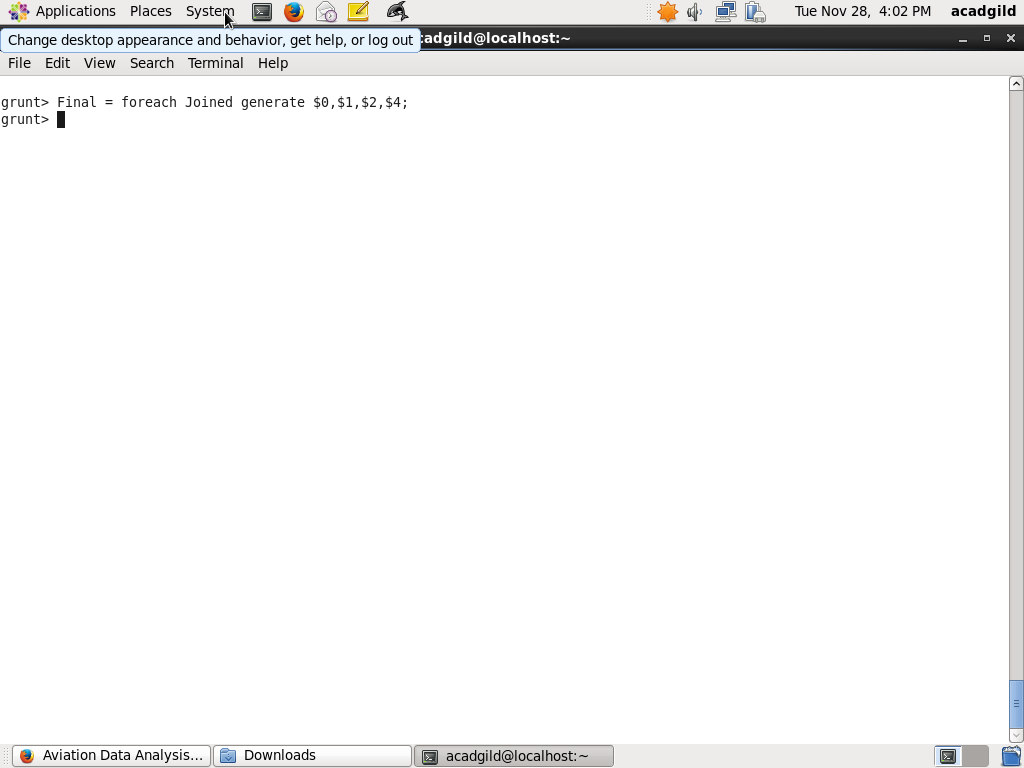 Applications Places System Tue Nov 28, 4:02 PM acadgild
Change desktop appearance and behavior, get help, or log out
cadgild@localhost:~
File Edit View Search Terminal Help
grunt> Final = foreach Joined generate $0,$1,$2,$4;
grunt>
Aviation Data Analysis... Downloads acadgild@localhost:~